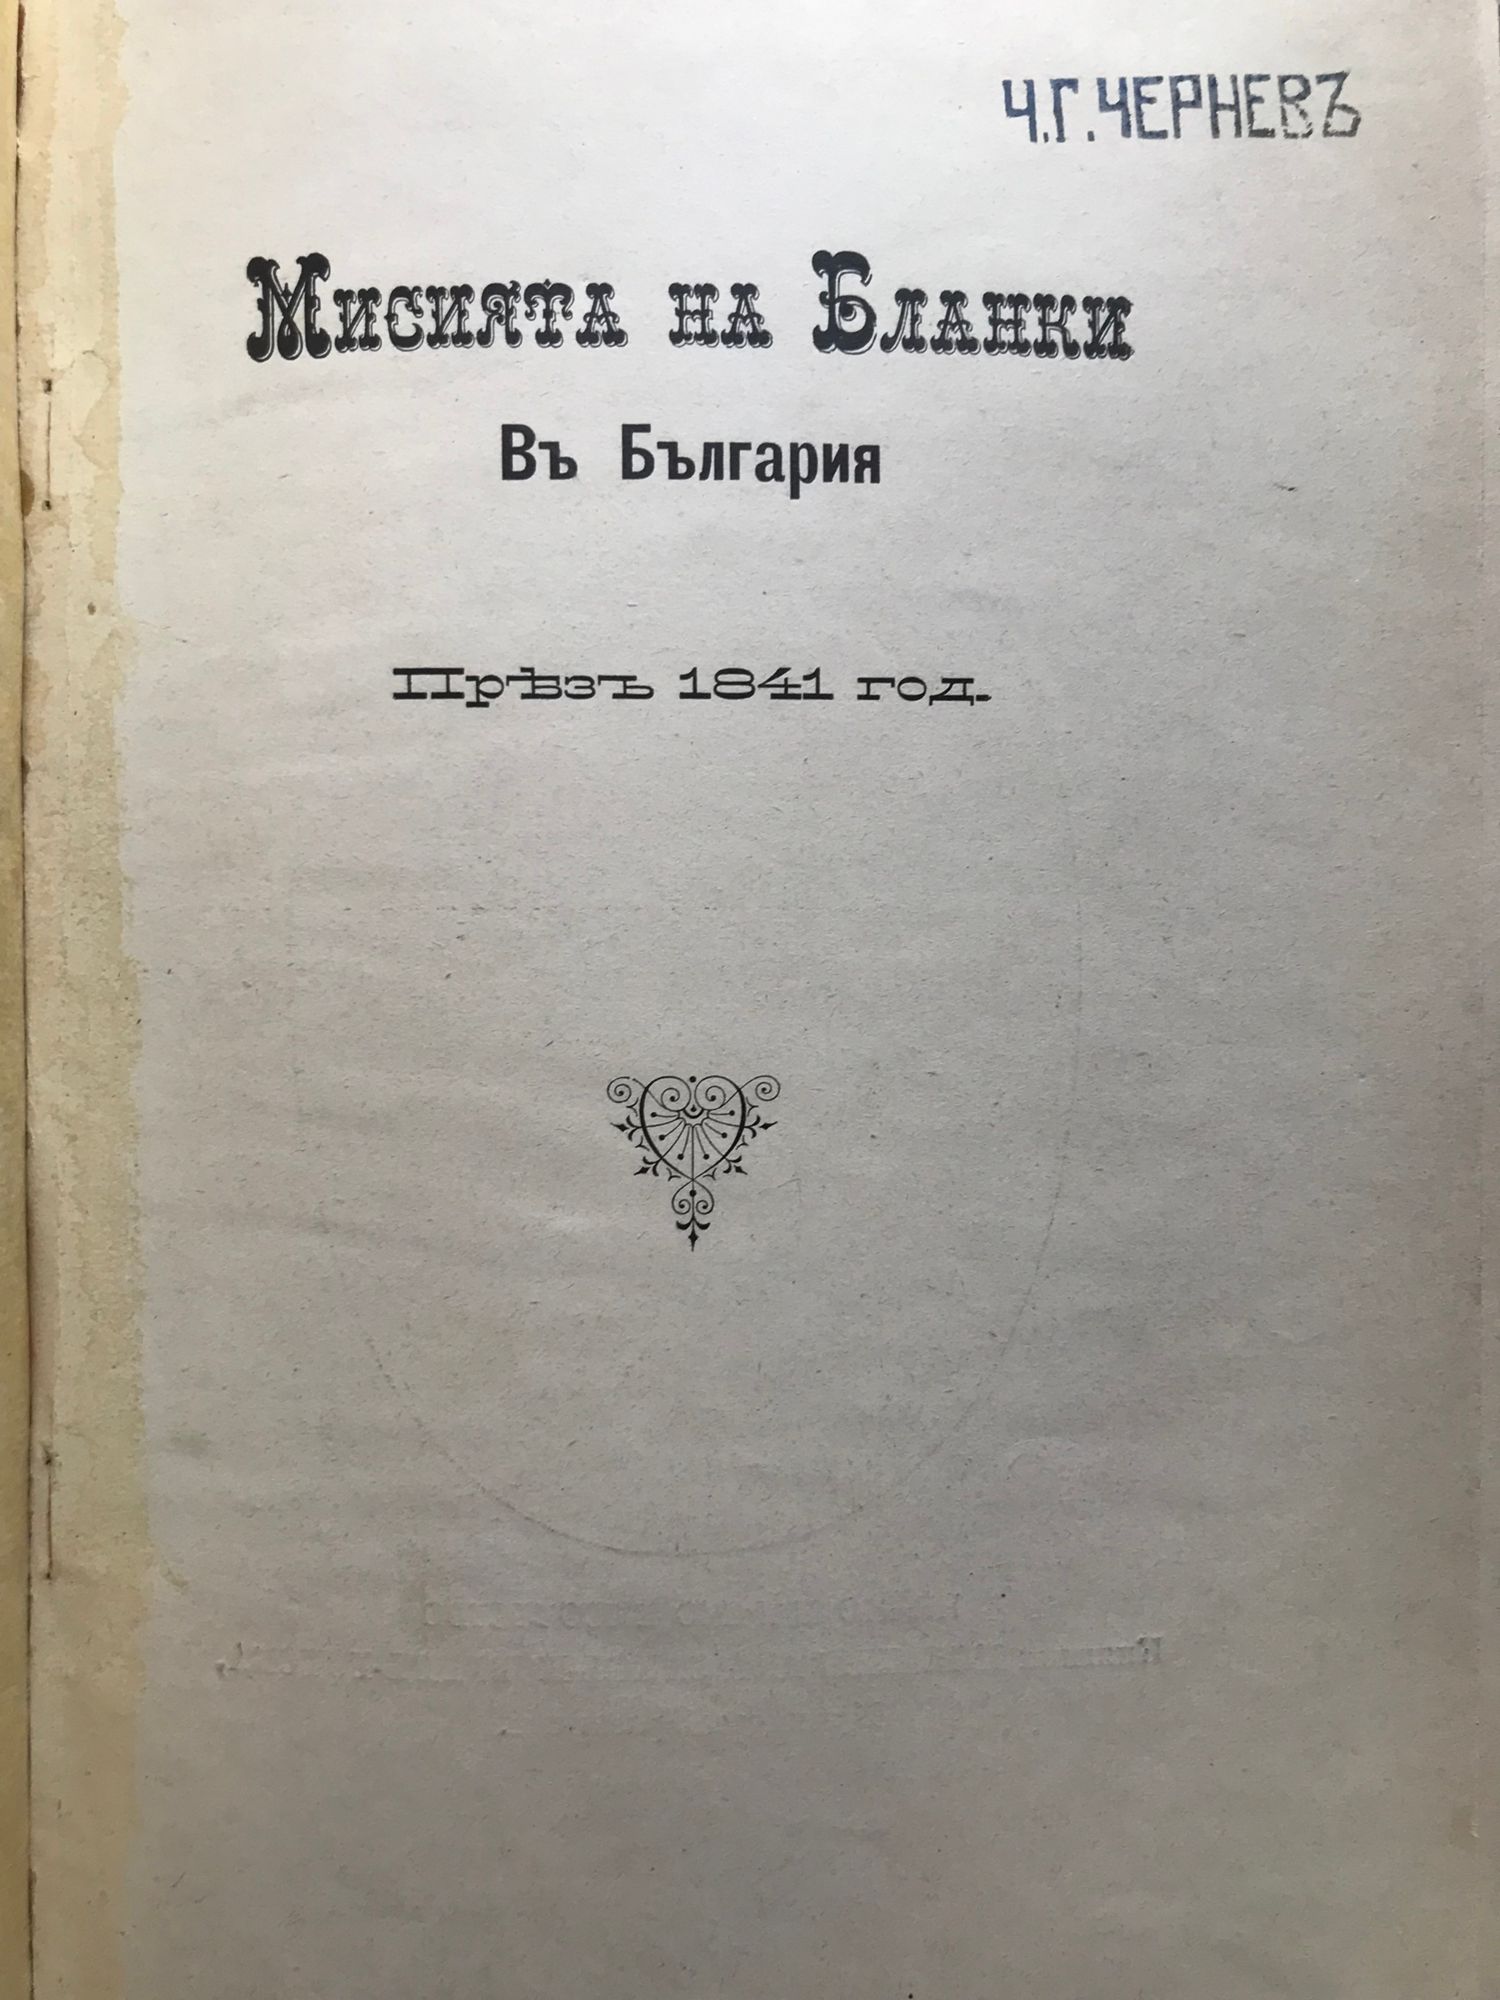 Ч.Г.ЧЕРНЕВЪ
Мисията на Бланки
Въ България
Прѣзъ 1841 год.